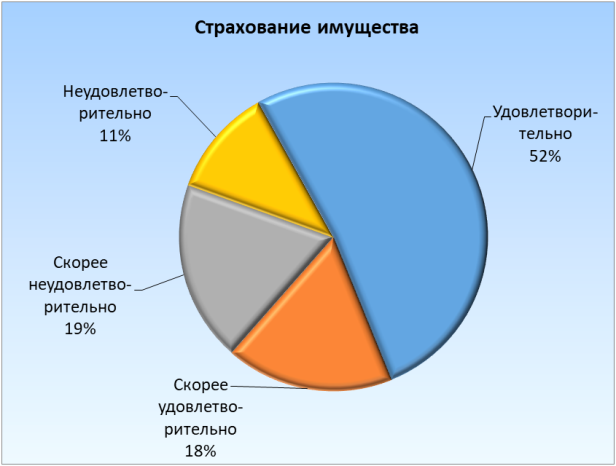 Страхование имущества
Неудовлетво-
рительно
11%
Удовлетвори-
тельно
52%
Скорее
неудовлетво-
рительно
19%
Скорее
удовлетво-
рительно
18%